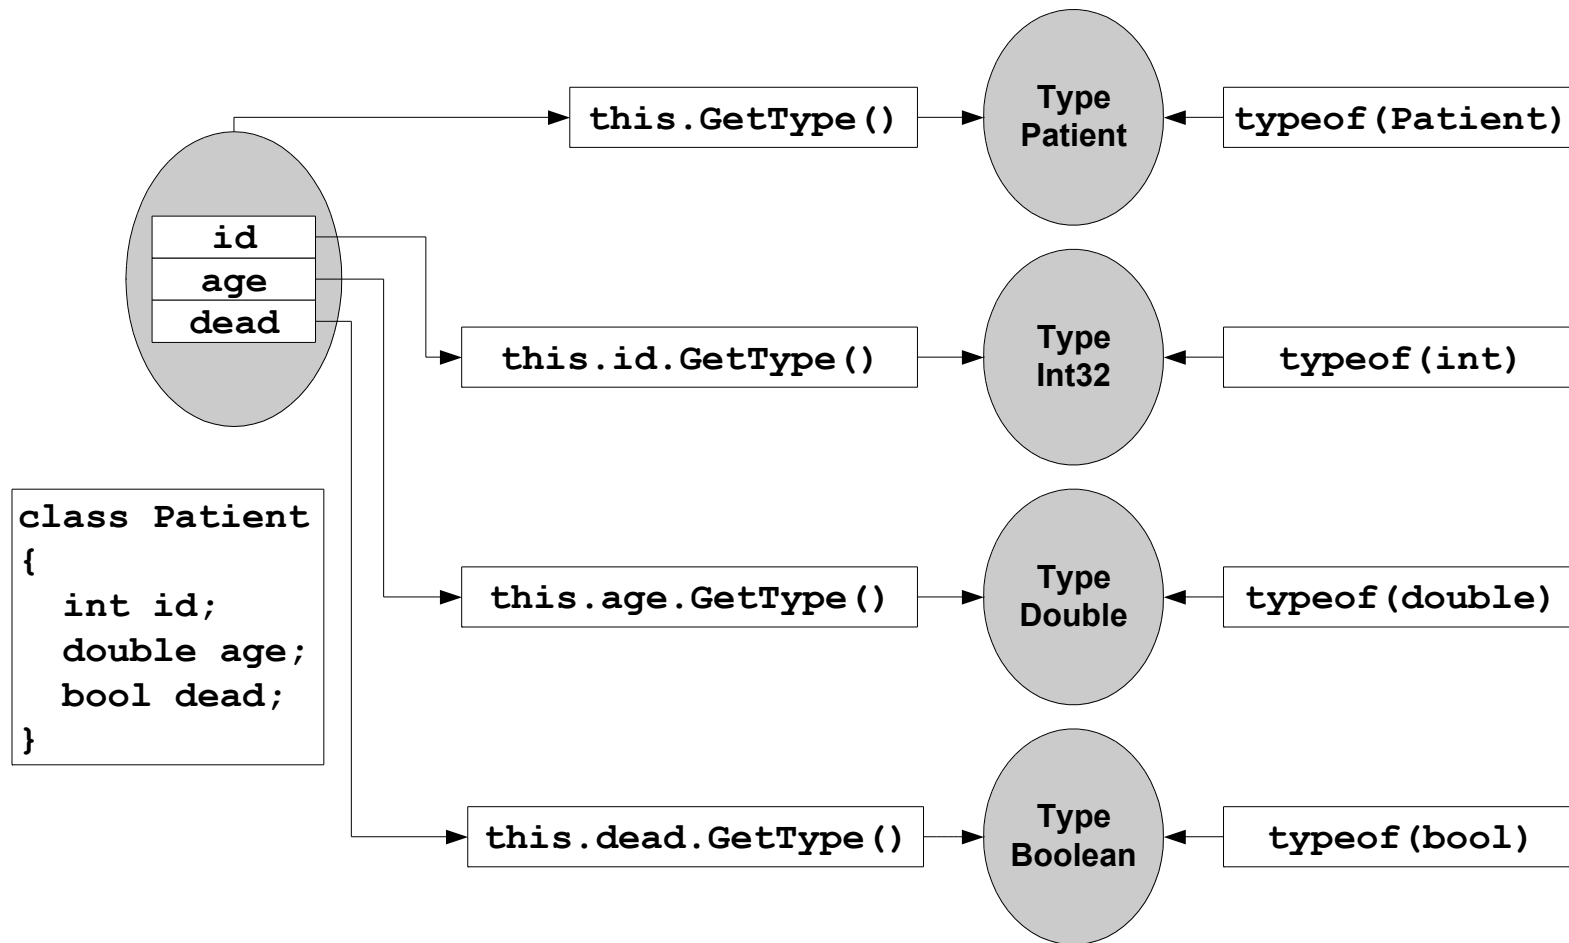 this.GetType()
Type
Patient
typeof(Patient)
id
age
dead
this.id.GetType()
Type
Int32
typeof(int)
class Patient
{
int id;
double age;
bool dead;
}
this.age.GetType()
Type
Double
typeof(double)
this.dead.GetType()
Type
Boolean
typeof(bool)